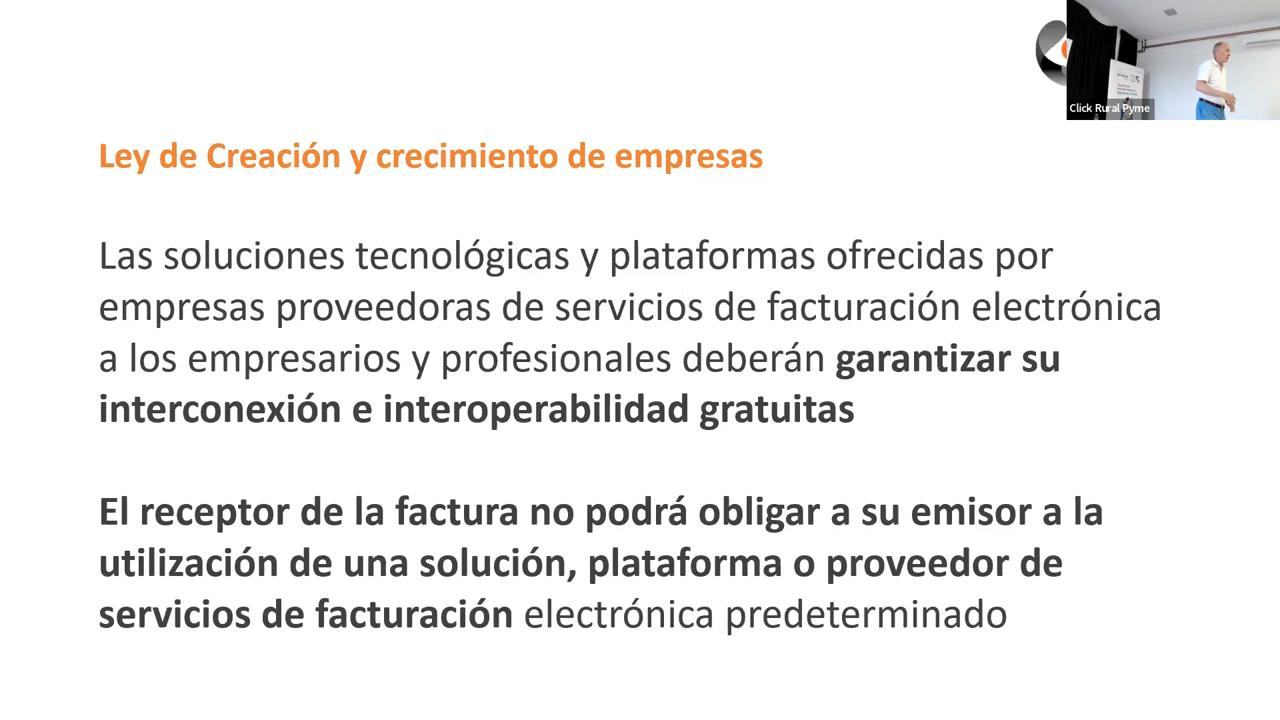 Click Rural Pyme
Ley de Creación y crecimiento de empresas
Las soluciones tecnológicas y plataformas ofrecidas por
empresas proveedoras de servicios de facturación electrónica
a los empresarios y profesionales deberán garantizar su
interconexión e interoperabilidad gratuitas
El receptor de la factura no podrá obligar a su emisor a la
utilización de una solución, plataforma o proveedor de
servicios de facturación electrónica predeterminado